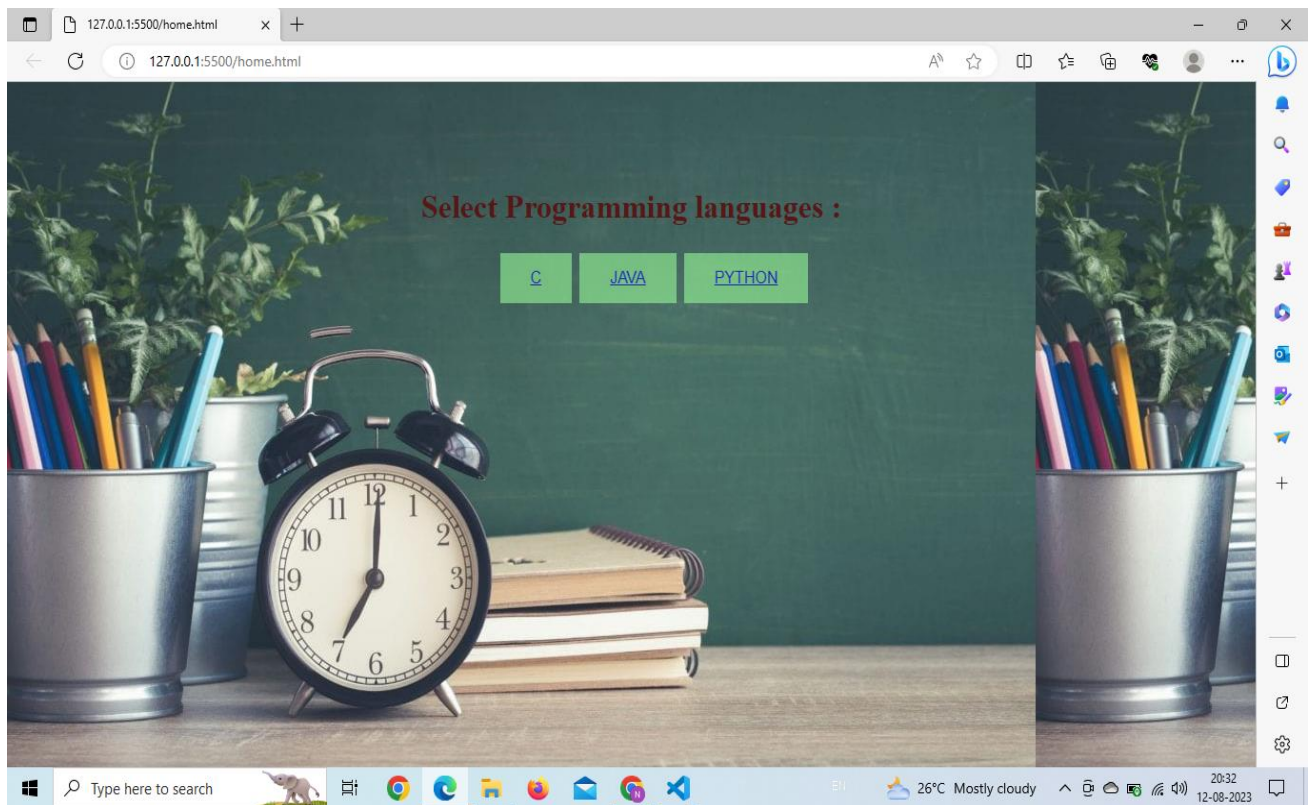 127.0.0.1:5500/home.html
127.0.0.1:5500/home.html
Select Programming languages :
C JAVA PYTHON
12
11 1
10 2
9 3
8 4
7 5
6
Type here to search
EN
26°C Mostly cloudy
20:32
12-08-2023